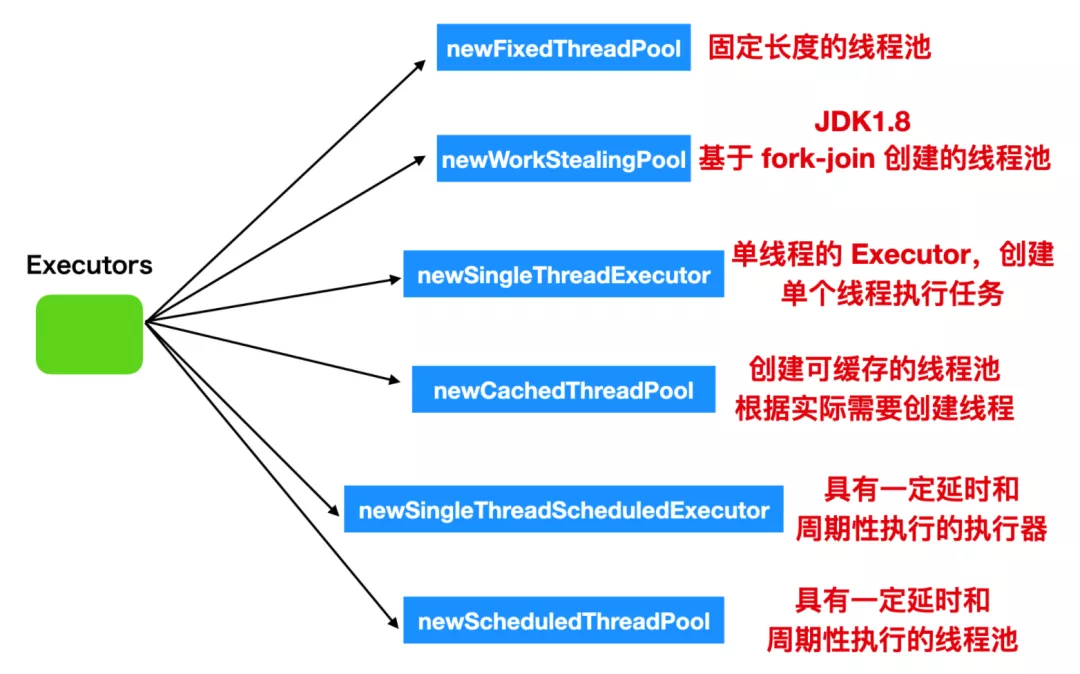 newFixedThreadPool 固定长度的线程池
JDK1.8
newWorkStealingPool 基于 fork-join 创建的线程池
Executors
newSingleThreadExecutor
单线程的 Executor，创建
单个线程执行任务
newCachedThreadPool
创建可缓存的线程池
根据实际需要创建线程
newSingleThreadScheduledExecutor
具有一定延时和
周期性执行的执行器
newScheduledThreadPool
具有一定延时和
周期性执行的线程池